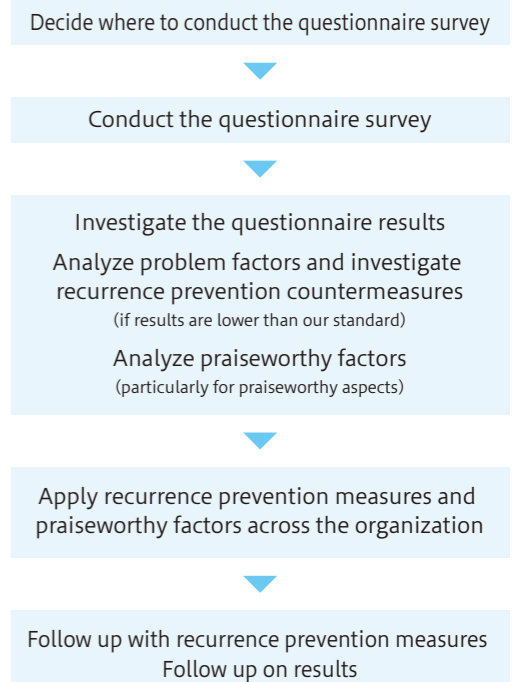 Decide where to conduct the questionnaire survey
Conduct the questionnaire survey
Investigate the questionnaire results
Analyze problem factors and investigate
recurrence prevention countermeasures
(if results are lower than our standard)
Analyze praiseworthy factors
(particularly for praiseworthy aspects)
Apply recurrence prevention measures and
praiseworthy factors across the organization
Follow up with recurrence prevention measures
Follow up on results